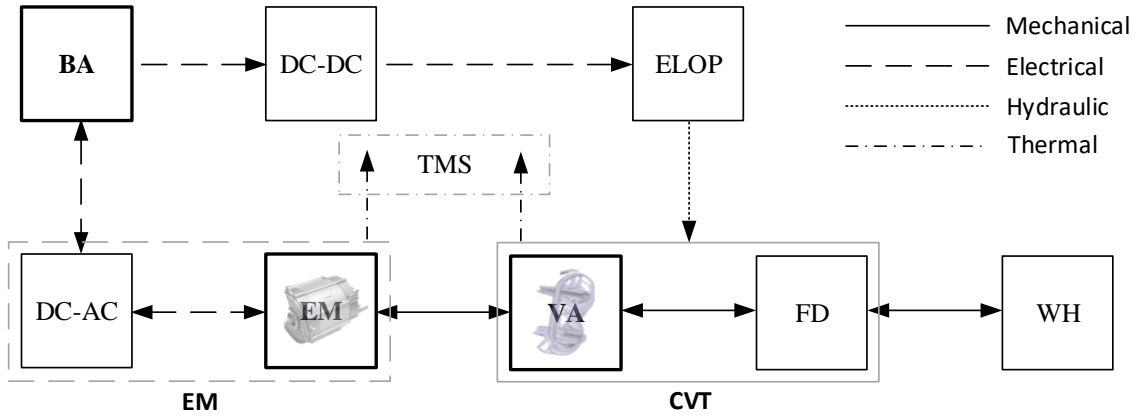 BA
DC-DC
ELOP
Mechanical
Electrical
Hydraulic
Thermal
TMS
DC-AC
EM
VA
FD
WH
EM
CVT